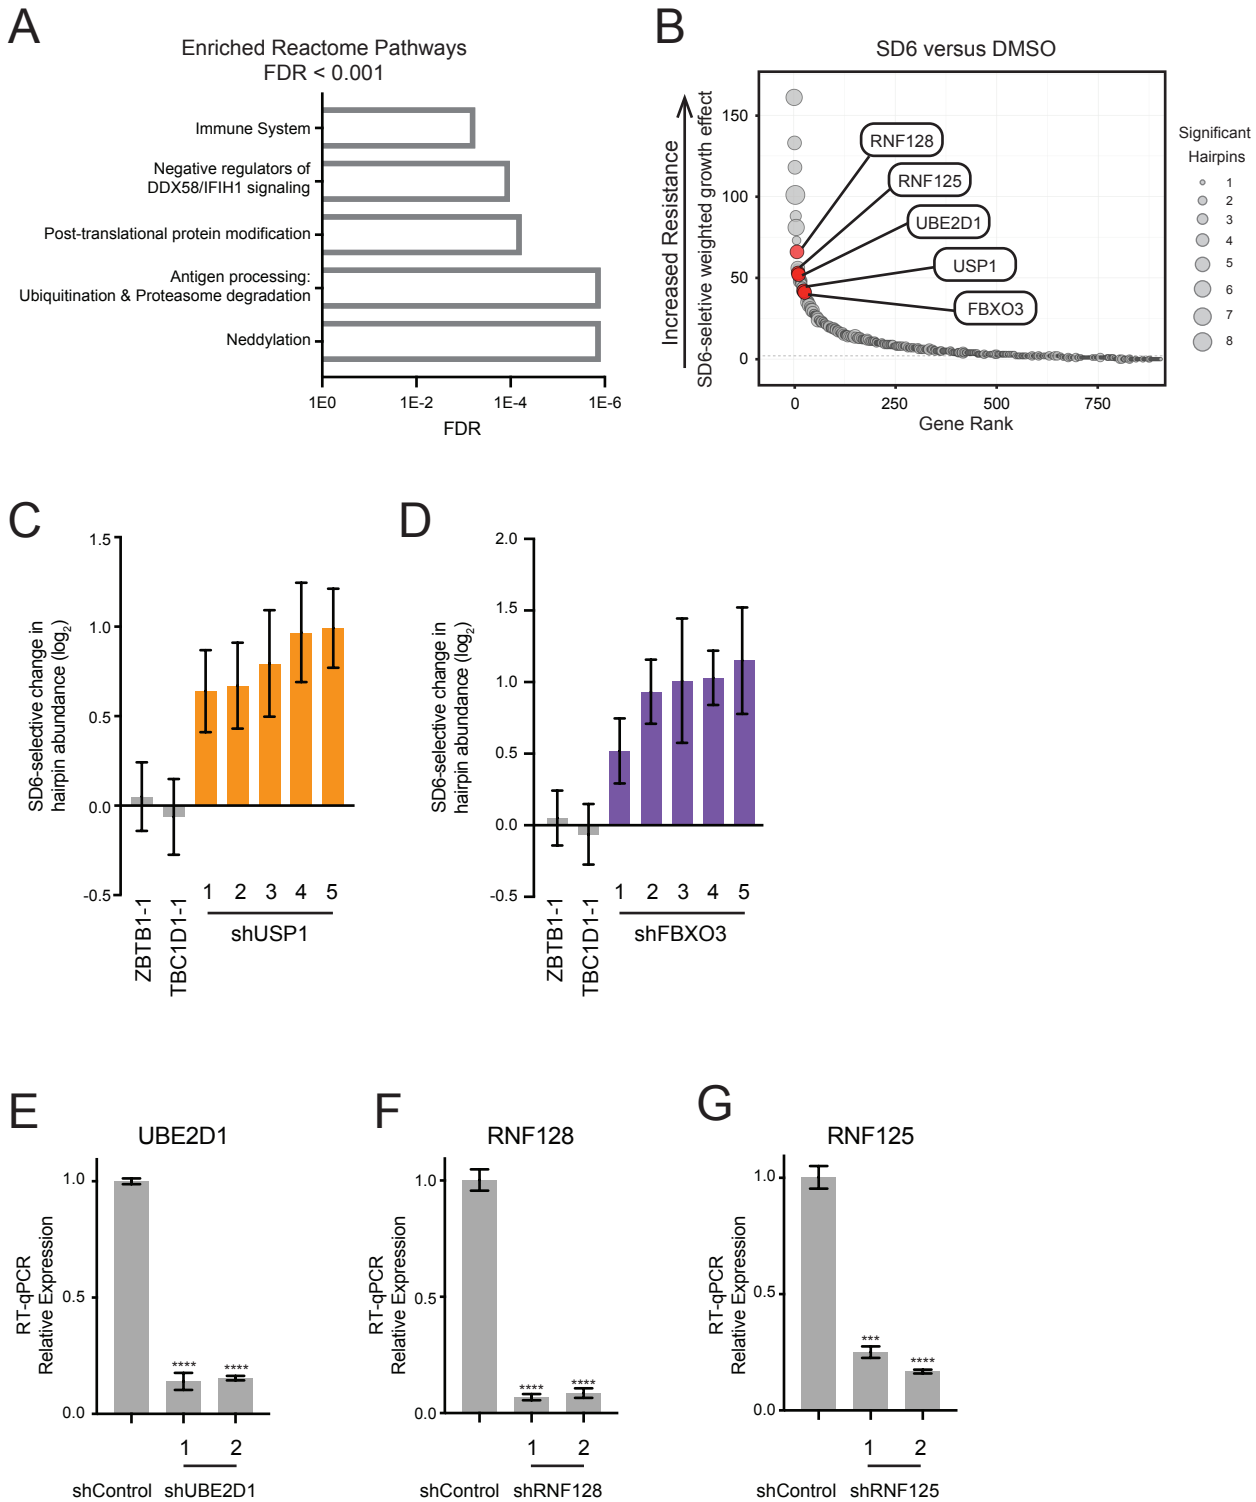 A
Enriched Reactome Pathways
FDR < 0.001
Immune System
Negative regulators of
DDX58/IFIH1 signaling
Post-translational protein modification
Antigen processing:
Ubiquitination & Proteasome degradation
Neddylation
1E0
1E-2
1E-4
1E-6
FDR
B
SD6 versus DMSO
Increased Resistance
SD6-seletive weighted growth effect
150
100
50
0
RNF128
RNF125
UBE2D1
USP1
FBXO3
0
250
500
750
Gene Rank
Significant
Hairpins
1
2
3
4
5
6
7
8
C
SD6-selective change in
hairpin abundance (log2)
1.5
1.0
0.5
0.0
-0.5
ZBTB1-1
TBC1D1-1
1 2 3 4 5
shUSP1
D
SD6-selective change in
hairpin abundance (log2)
2.0
1.5
1.0
0.5
0.0
-0.5
ZBTB1-1
TBC1D1-1
1 2 3 4 5
shFBXO3
E
UBE2D1
RT-qPCR
Relative Expression
1.0
0.5
0.0
**** ****
1 2
shControl shUBE2D1
F
RNF128
RT-qPCR
Relative Expression
1.0
0.5
0.0
**** ****
1 2
shControl shRNF128
G
RNF125
RT-qPCR
Relative Expression
1.0
0.5
0.0
*** ****
1 2
shControl shRNF125